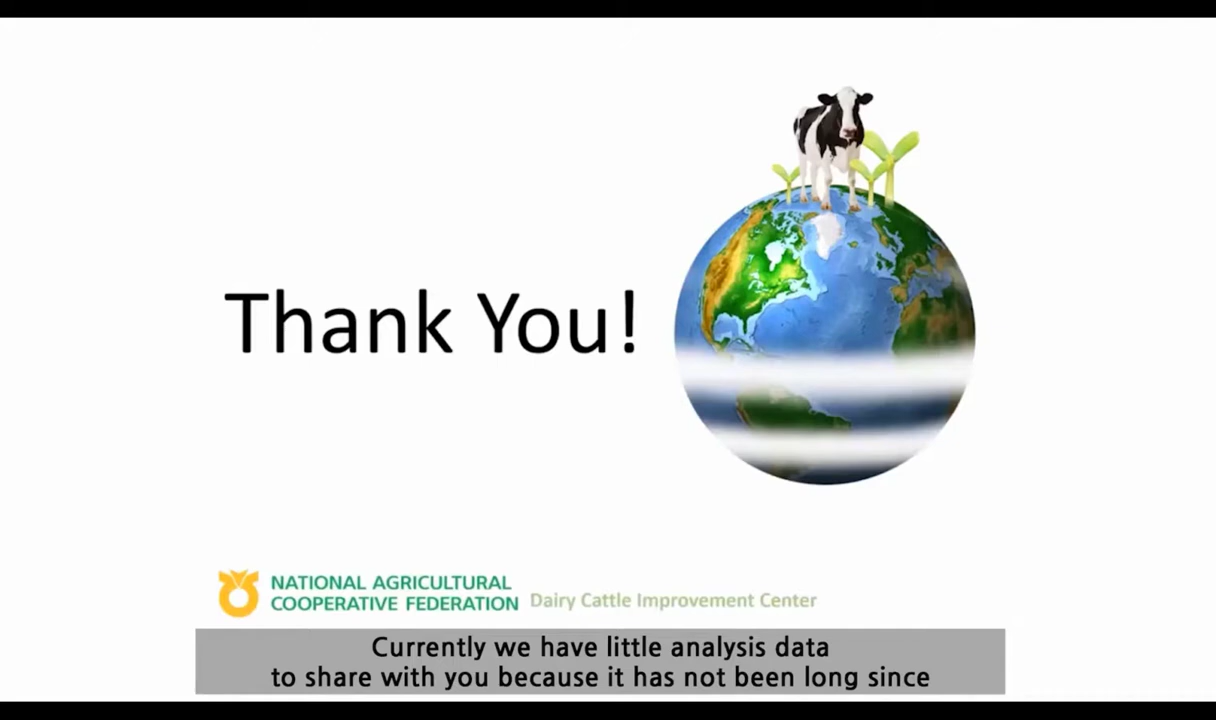 Thank You!
NATIONAL AGRICULTURAL
COOPERATIVE FEDERATION Dairy Cattle Improvement Center
Currently we have little analysis data
to share with you because it has not been long since